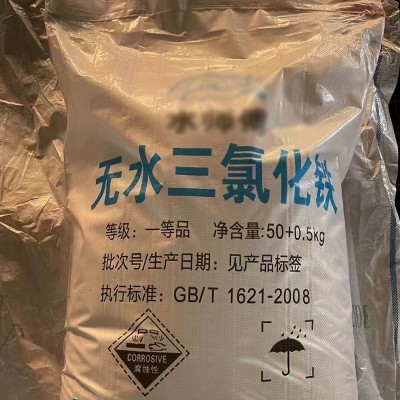 无水三氯化铁
等级：一等品 净含量:50+0.5kg
批次号/生产日期：见产品标签
执行标准：GB/T 1621-2008
CORROSIVE
腐蚀性